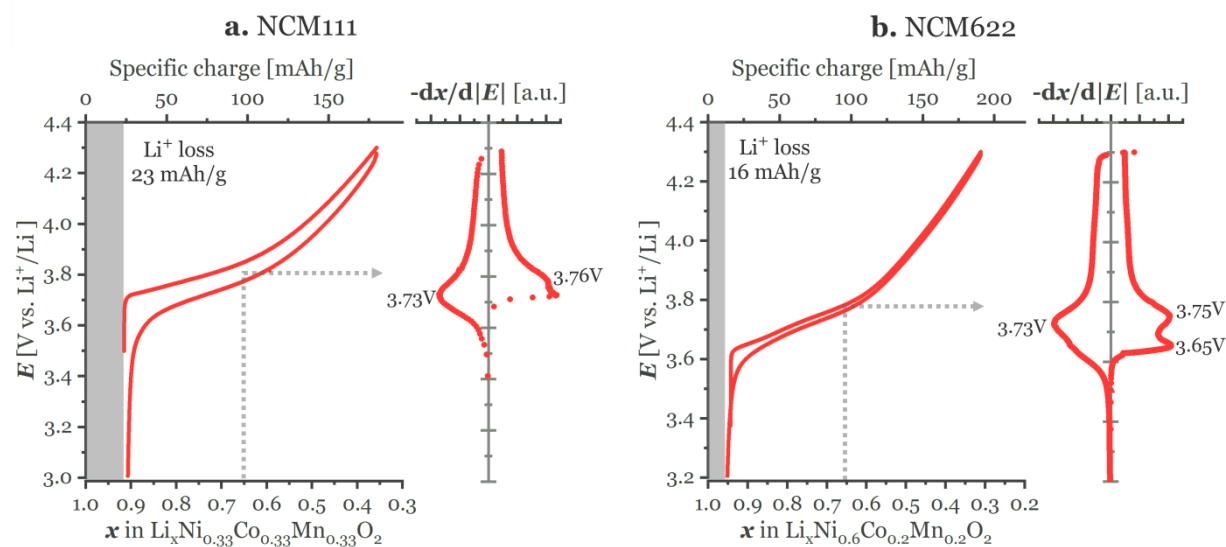 a. NCM111
Specific charge [mAh/g]
0 50 100 150
-dx/d|E| [a.u.]
Li⁺ loss
23 mAh/g
E [V vs. Li⁺/Li]
4.4
4.2
4.0
3.8
3.6
3.4
3.2
3.0
3.76V
3.73V
1.0 0.9 0.8 0.7 0.6 0.5 0.4 0.3
x in LiₓNi₀.₃₃Co₀.₃₃Mn₀.₃₃O₂
b. NCM622
Specific charge [mAh/g]
0 50 100 150 200
-dx/d|E| [a.u.]
Li⁺ loss
16 mAh/g
E [V vs. Li⁺/Li]
4.4
4.2
4.0
3.8
3.6
3.4
3.2
3.75V
3.73V
3.65V
1.0 0.9 0.8 0.7 0.6 0.5 0.4 0.3 0.2
x in LiₓNi₀.₆Co₀.₂Mn₀.₂O₂